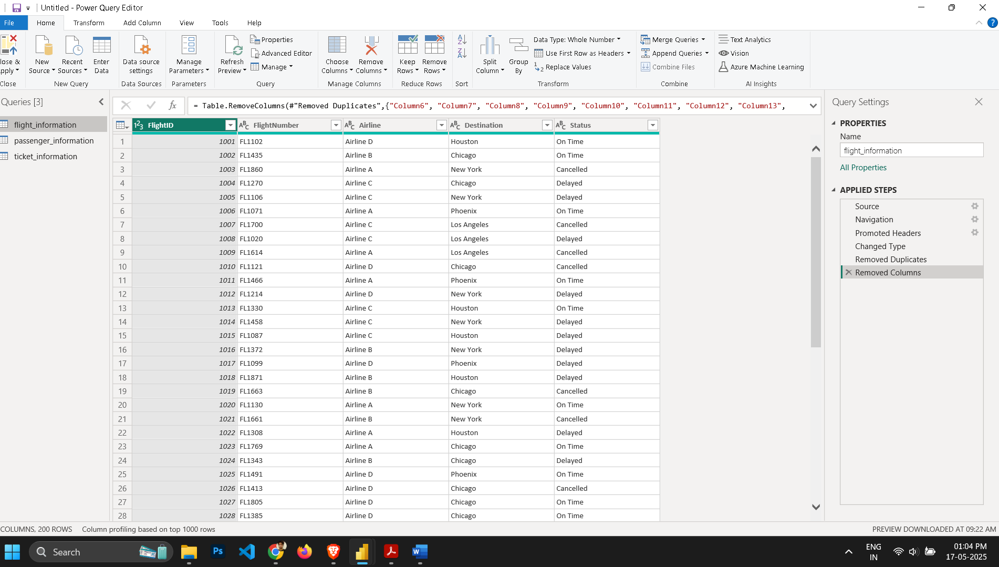 Untitled - Power Query Editor
File Home Transform Add Column View Tools Help
lose & pply
New Source
Recent Sources
Enter Data
Data source settings
Manage Parameters
Refresh Preview
Properties
Advanced Editor
Manage
Choose Columns
Remove Columns
Keep Rows
Remove Rows
Split Column
Group By
Data Type: Whole Number
Use First Row as Headers
Replace Values
Merge Queries
Append Queries
Combine Files
Text Analytics
Vision
Azure Machine Learning
Close New Query Data Sources Parameters Query Manage Columns Reduce Rows Sort Transform Combine AI Insights
Queries [3]
flight_information
passenger_information
ticket_information
fx = Table.RemoveColumns(#"Removed Duplicates",{"Column6", "Column7", "Column8", "Column9", "Column10", "Column11", "Column12", "Column13",
123 FlightID ABC FlightNumber ABC Airline ABC Destination ABC Status
1 1001 FL1102 Airline D Houston On Time
2 1002 FL1435 Airline B Chicago On Time
3 1003 FL1860 Airline A New York Cancelled
4 1004 FL1270 Airline C Chicago Delayed
5 1005 FL1106 Airline C New York Delayed
6 1006 FL1071 Airline A Phoenix On Time
7 1007 FL1700 Airline C Los Angeles Cancelled
8 1008 FL1020 Airline C Los Angeles Delayed
9 1009 FL1614 Airline A Los Angeles Cancelled
10 1010 FL1121 Airline D Chicago Cancelled
11 1011 FL1466 Airline A Phoenix On Time
12 1012 FL1214 Airline D New York Delayed
13 1013 FL1330 Airline C Houston On Time
14 1014 FL1458 Airline C New York Delayed
15 1015 FL1087 Airline C Houston Delayed
16 1016 FL1372 Airline B New York Delayed
17 1017 FL1099 Airline D Phoenix Delayed
18 1018 FL1871 Airline B Houston Delayed
19 1019 FL1663 Airline B Chicago Cancelled
20 1020 FL1130 Airline A New York On Time
21 1021 FL1661 Airline B New York Cancelled
22 1022 FL1308 Airline A Houston Delayed
23 1023 FL1769 Airline A Chicago On Time
24 1024 FL1343 Airline B Chicago Delayed
25 1025 FL1491 Airline D Phoenix On Time
26 1026 FL1413 Airline D Chicago Cancelled
27 1027 FL1805 Airline D Chicago On Time
28 1028 FL1385 Airline D Chicago On Time
Query Settings
PROPERTIES
Name
flight_information
All Properties
APPLIED STEPS
Source
Navigation
Promoted Headers
Changed Type
Removed Duplicates
Removed Columns
COLUMNS, 200 ROWS Column profiling based on top 1000 rows PREVIEW DOWNLOADED AT 09:22 AM
Search
Ps
ENG
IN
01:04 PM
17-05-2025